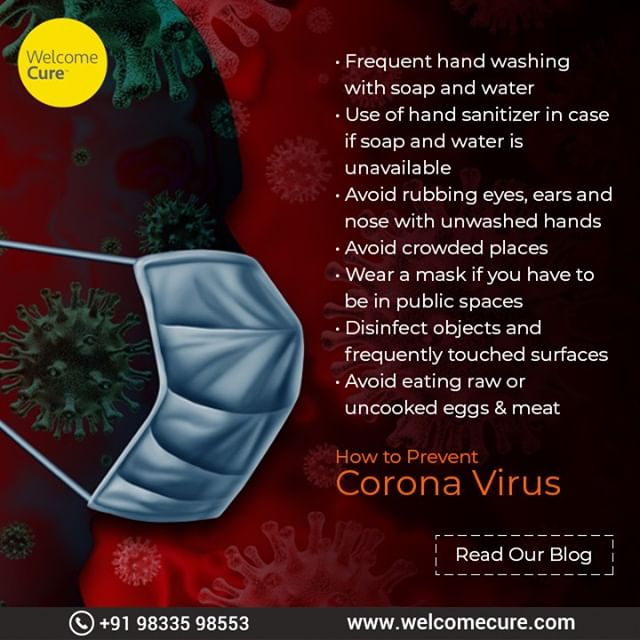 Welcome
Cure™
• Frequent hand washing
with soap and water
• Use of hand sanitizer in case
if soap and water is
unavailable
• Avoid rubbing eyes, ears and
nose with unwashed hands
• Avoid crowded places
• Wear a mask if you have to
be in public spaces
• Disinfect objects and
frequently touched surfaces
• Avoid eating raw or
uncooked eggs & meat
How to Prevent
Corona Virus
Read Our Blog
+91 98335 98553
www.welcomecure.com